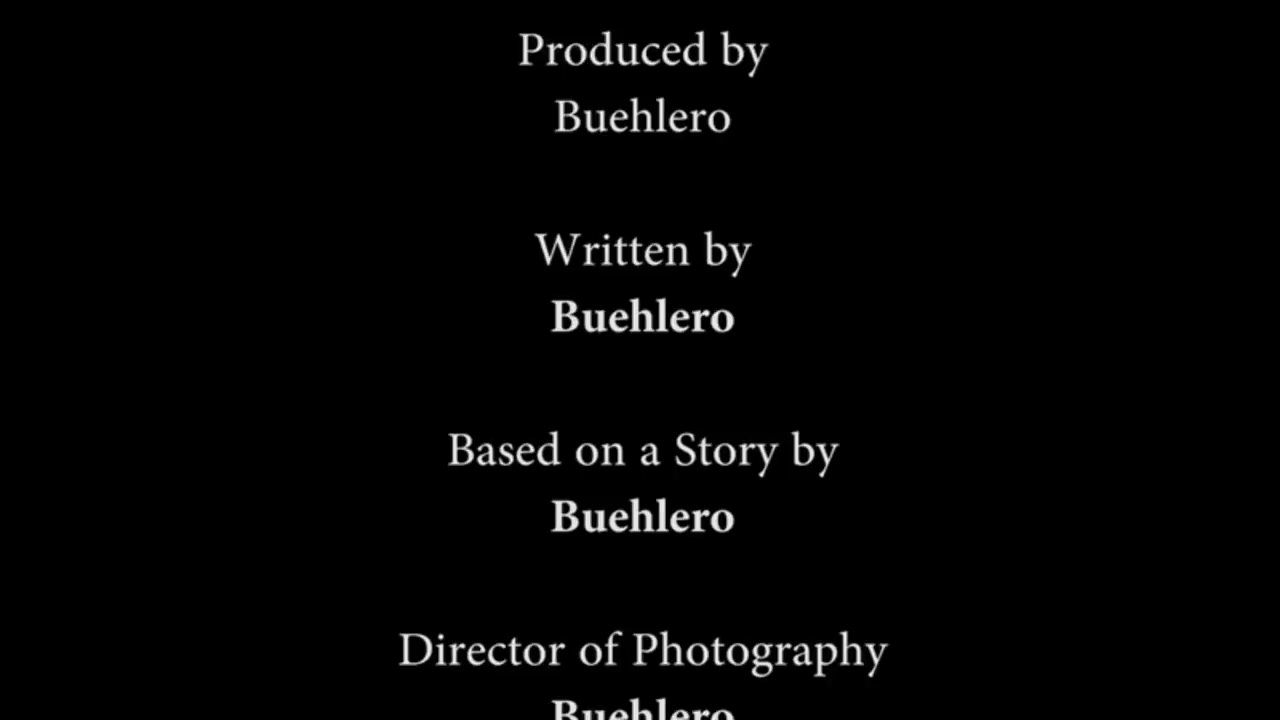 Produced by
Buehlero
Written by
Buehlero
Based on a Story by
Buehlero
Director of Photography
Buehlero